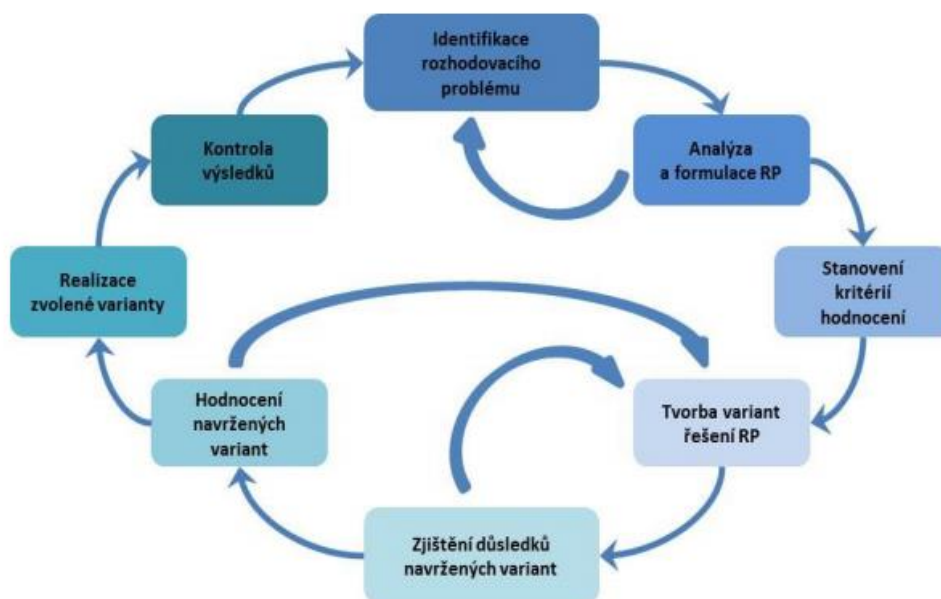 Identifikace
rozhodovacího
problému
Analýza
a formulace RP
Stanovení
kritérií
hodnocení
Tvorba variant
řešení RP
Zjištění důsledků
navržených variant
Hodnocení
navržených
variant
Realizace
zvolené varianty
Kontrola
výsledků